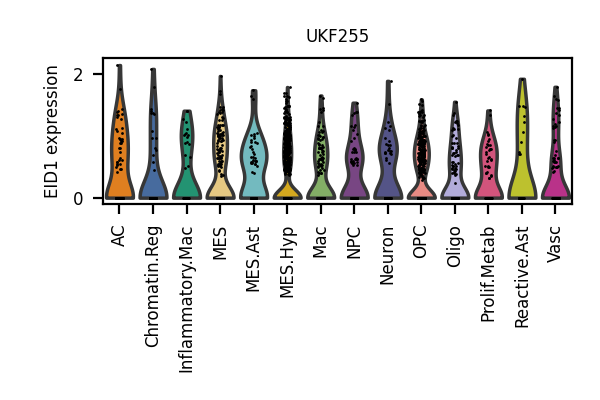 UKF255
EID1 expression
2
0
AC
Chromatin.Reg
Inflammatory.Mac
MES
MES.Ast
MES.Hyp
Mac
NPC
Neuron
OPC
Oligo
Prolif.Metab
Reactive.Ast
Vasc